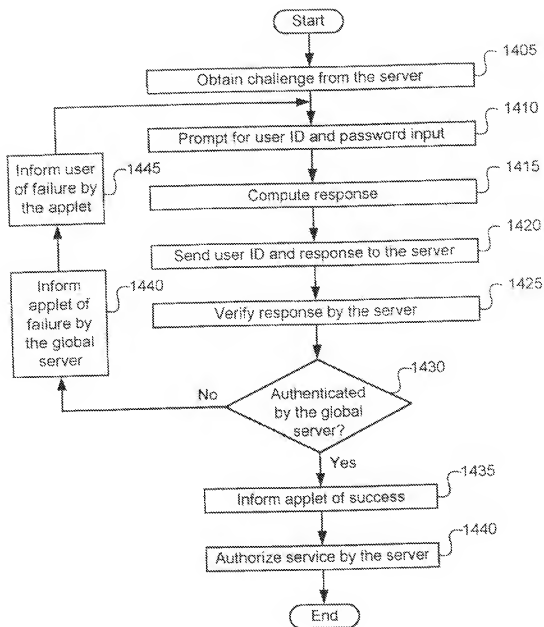 Start
1405
Obtain challenge from the server
1410
Prompt for user ID and password input
Inform user
of failure by
the applet
1445
1415
Compute response
1420
Send user ID and response to the server
Inform
applet of
failure by
the global
server
1440
1425
Verify response by the server
1430
No
Authenticated
by the global
server?
Yes
1435
Inform applet of success
1440
Authorize service by the server
End